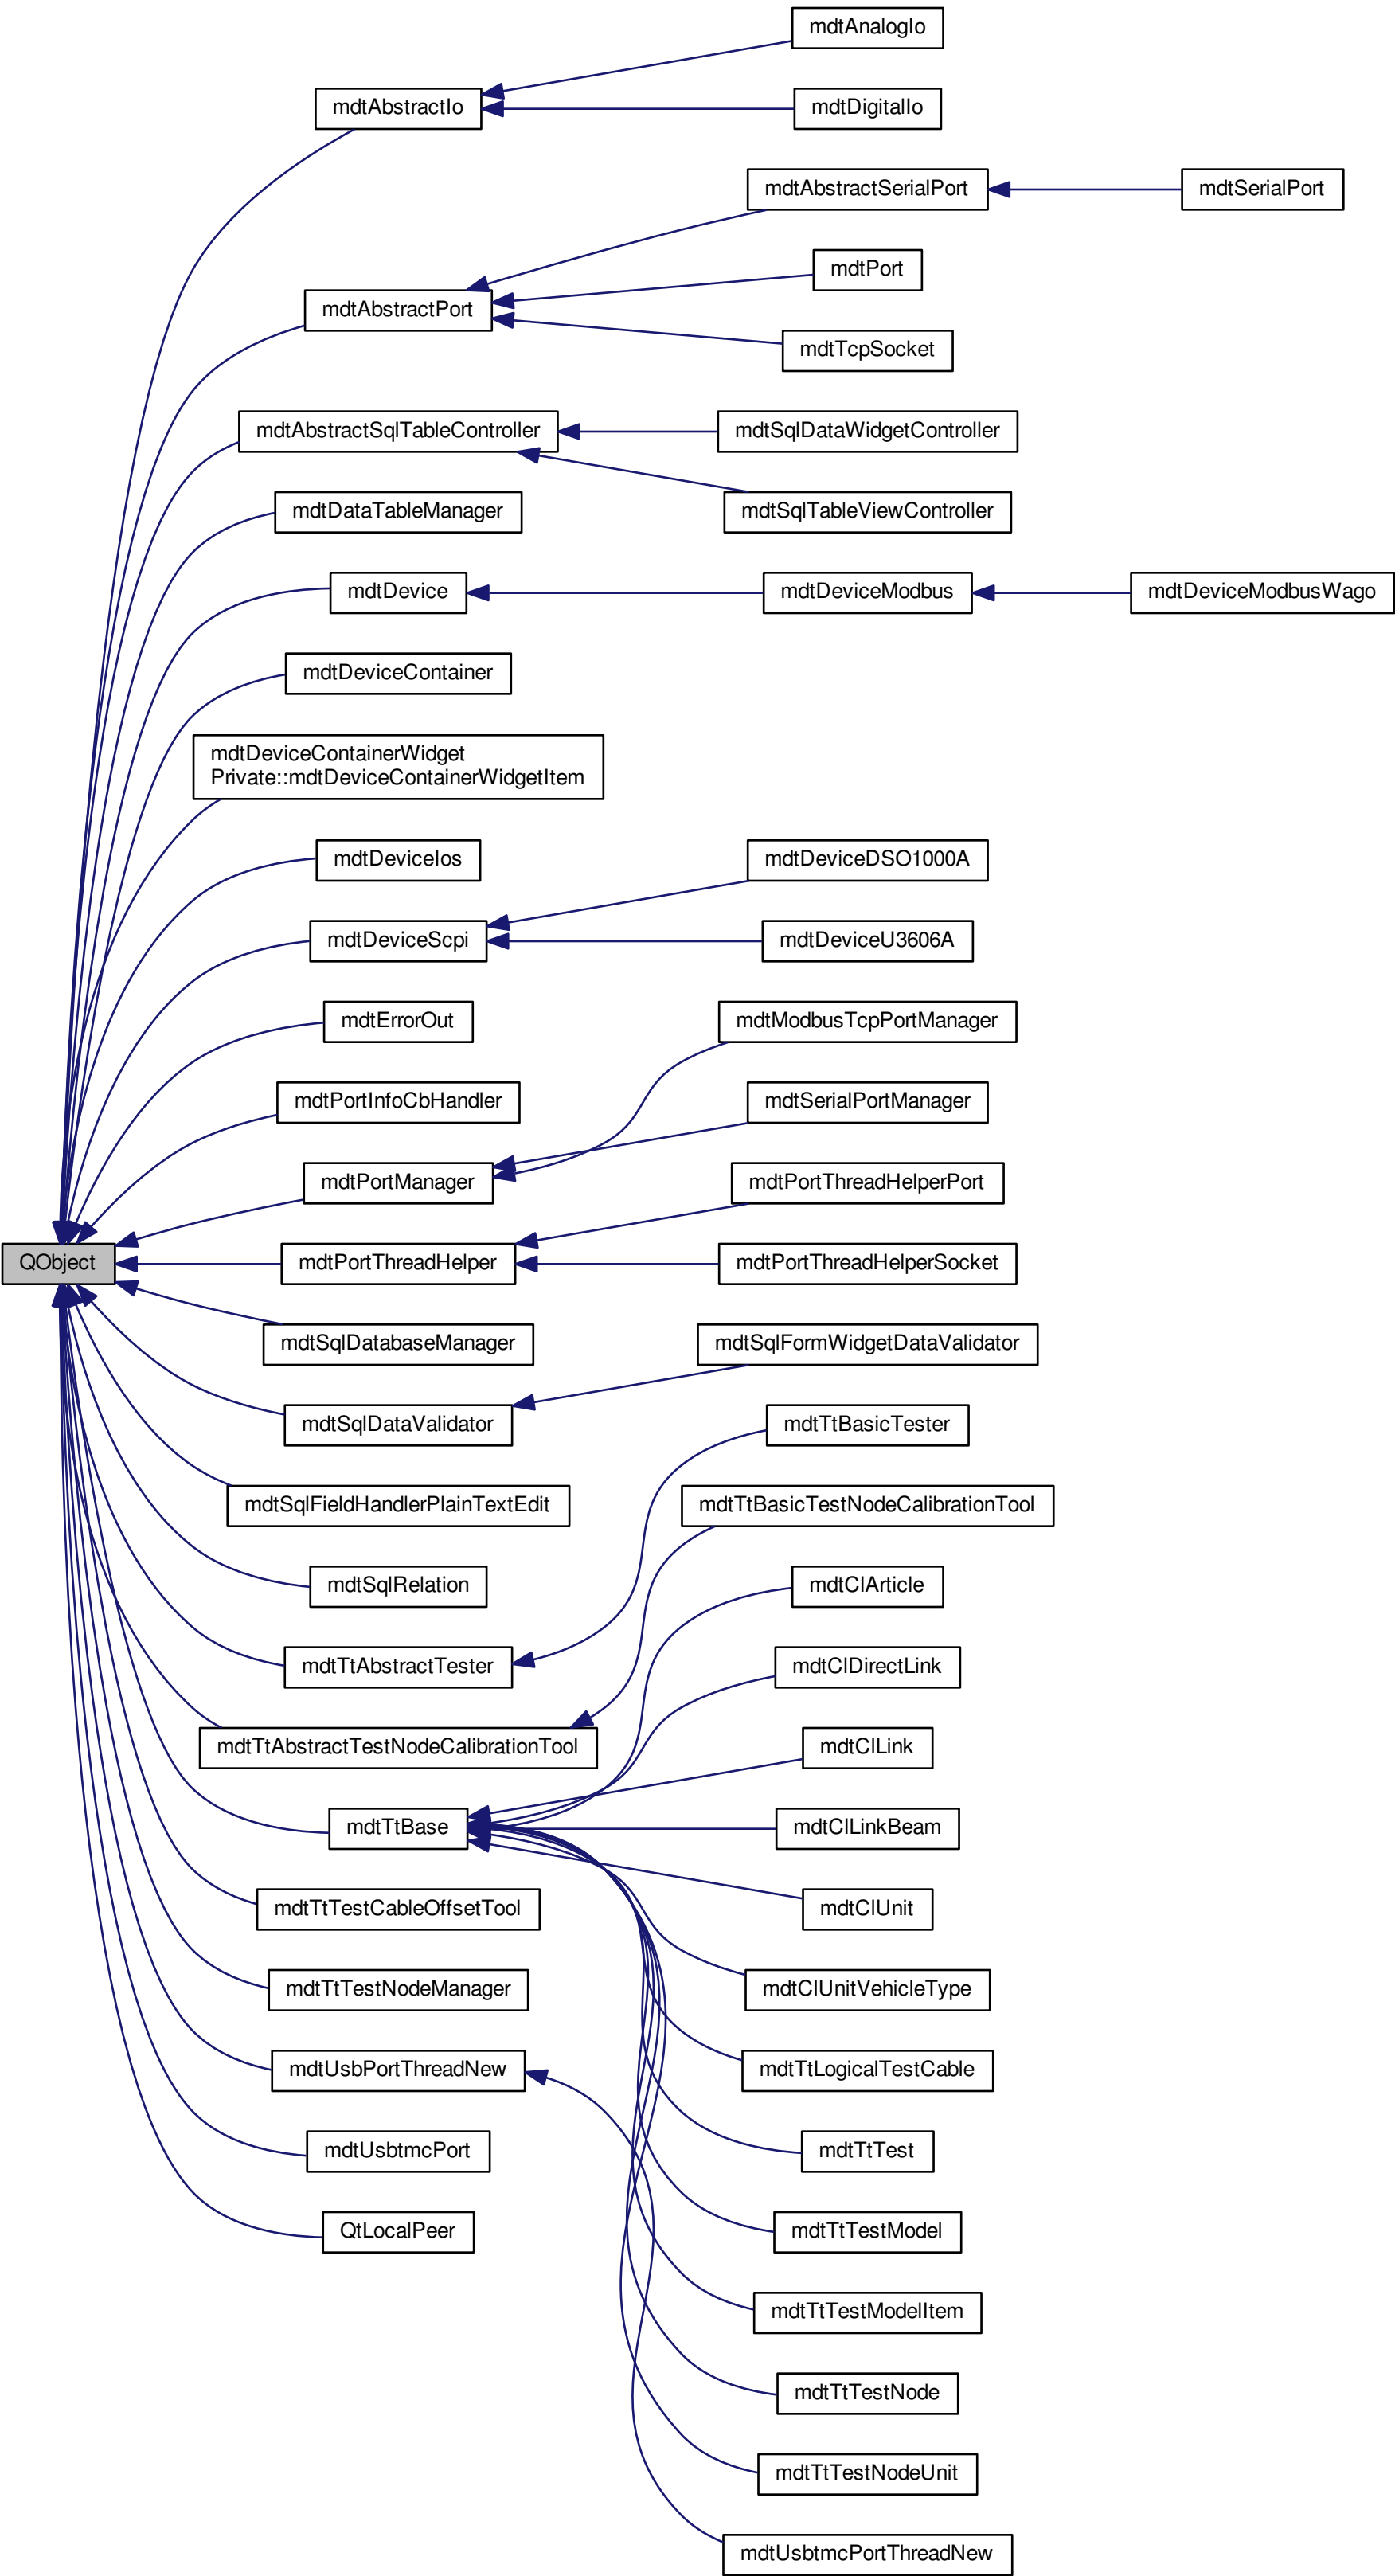 mdtAnalogIo
mdtAbstractIo
mdtDigitalIo
mdtAbstractSerialPort
mdtSerialPort
mdtPort
mdtAbstractPort
mdtTcpSocket
mdtAbstractSqlTableController
mdtSqlDataWidgetController
mdtDataTableManager
mdtSqlTableViewController
mdtDevice
mdtDeviceModbus
mdtDeviceModbusWago
mdtDeviceContainer
mdtDeviceContainerWidget
Private::mdtDeviceContainerWidgetItem
mdtDeviceIos
mdtDeviceDSO1000A
mdtDeviceScpi
mdtDeviceU3606A
mdtErrorOut
mdtModbusTcpPortManager
mdtPortInfoCbHandler
mdtSerialPortManager
mdtPortManager
mdtPortThreadHelperPort
QObject
mdtPortThreadHelper
mdtPortThreadHelperSocket
mdtSqlDatabaseManager
mdtSqlFormWidgetDataValidator
mdtSqlDataValidator
mdtTtBasicTester
mdtSqlFieldHandlerPlainTextEdit
mdtTtBasicTestNodeCalibrationTool
mdtSqlRelation
mdtClArticle
mdtTtAbstractTester
mdtClDirectLink
mdtTtAbstractTestNodeCalibrationTool
mdtClLink
mdtTtBase
mdtClLinkBeam
mdtTtTestCableOffsetTool
mdtClUnit
mdtTtTestNodeManager
mdtClUnitVehicleType
mdtUsbPortThreadNew
mdtTtLogicalTestCable
mdtUsbtmcPort
mdtTtTest
QtLocalPeer
mdtTtTestModel
mdtTtTestModelItem
mdtTtTestNode
mdtTtTestNodeUnit
mdtUsbtmcPortThreadNew